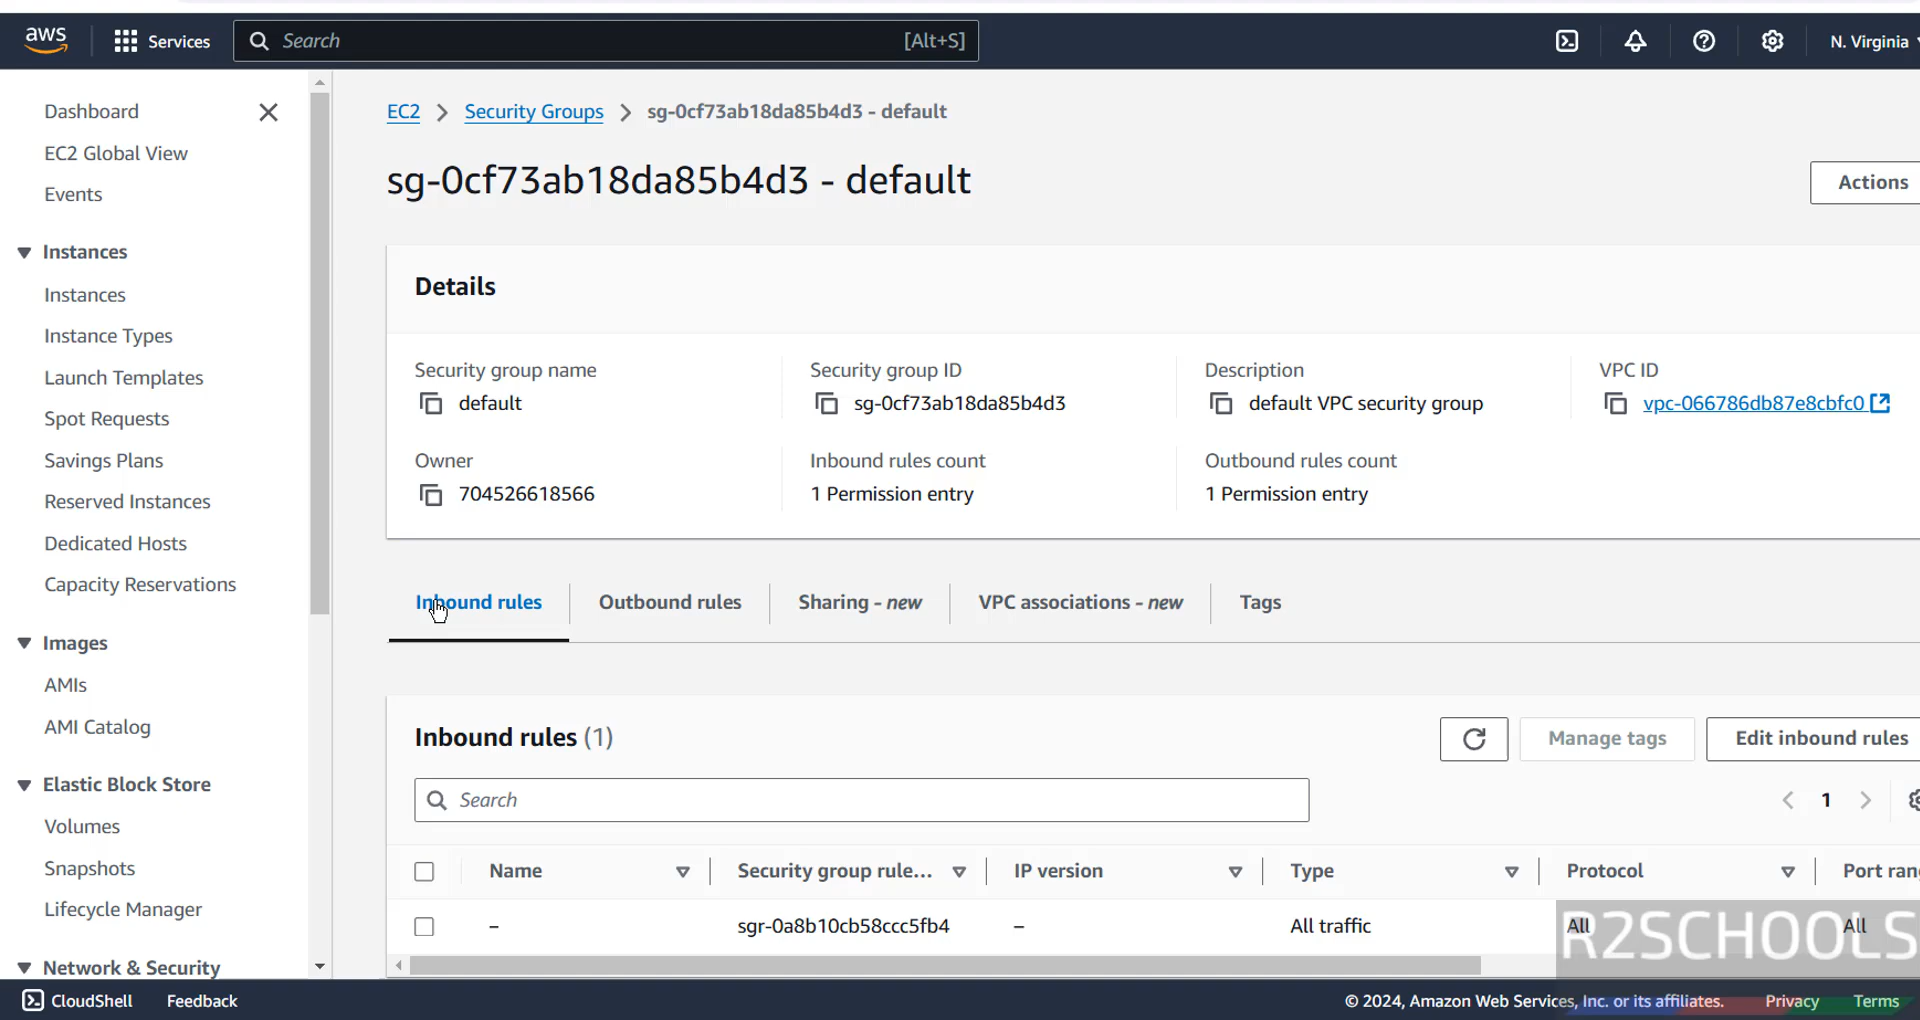 aws Services Search [Alt+S] N. Virginia
Dashboard
EC2 Global View
Events
Instances
Instances
Instance Types
Launch Templates
Spot Requests
Savings Plans
Reserved Instances
Dedicated Hosts
Capacity Reservations
Images
AMIs
AMI Catalog
Elastic Block Store
Volumes
Snapshots
Lifecycle Manager
Network & Security
EC2 > Security Groups > sg-0cf73ab18da85b4d3 - default
sg-0cf73ab18da85b4d3 - default
Actions
Details
Security group name Security group ID Description VPC ID
default sg-0cf73ab18da85b4d3 default VPC security group vpc-066786db87e8cbfc0
Owner Inbound rules count Outbound rules count
704526618566 1 Permission entry 1 Permission entry
Inbound rules Outbound rules Sharing - new VPC associations - new Tags
Inbound rules (1) Manage tags Edit inbound rules
Search 1
Name Security group rule... IP version Type Protocol Port rang
– sgr-0a8b10cb58ccc5fb4 – All traffic All All
R2SCHOOLS
CloudShell Feedback © 2024, Amazon Web Services, Inc. or its affiliates. Privacy Terms